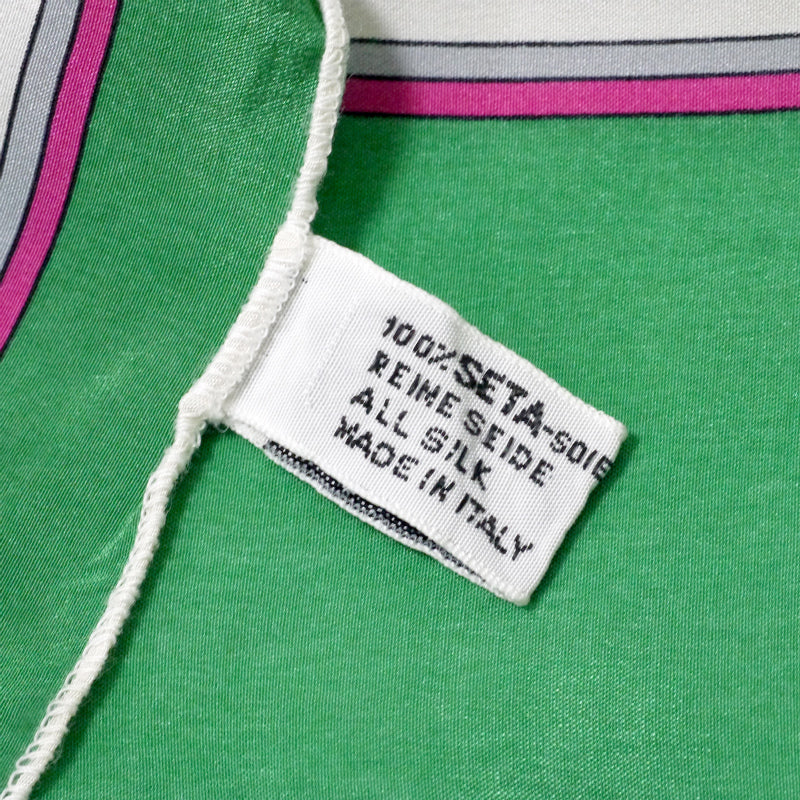 100% SETA-SOIE
REINE SEIDE
ALL SILK
MADE IN ITALY